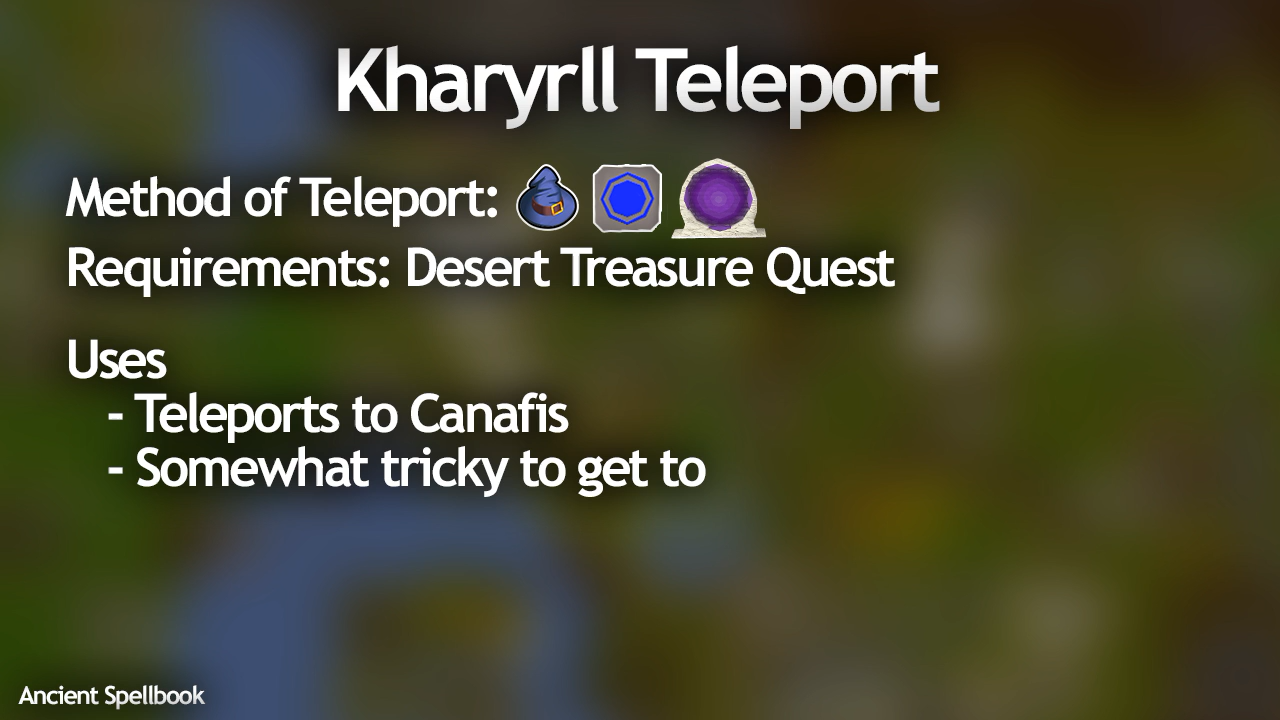 Kharyrll Teleport
Method of Teleport:
Requirements: Desert Treasure Quest
Uses
- Teleports to Canafis
- Somewhat tricky to get to
Ancient Spellbook